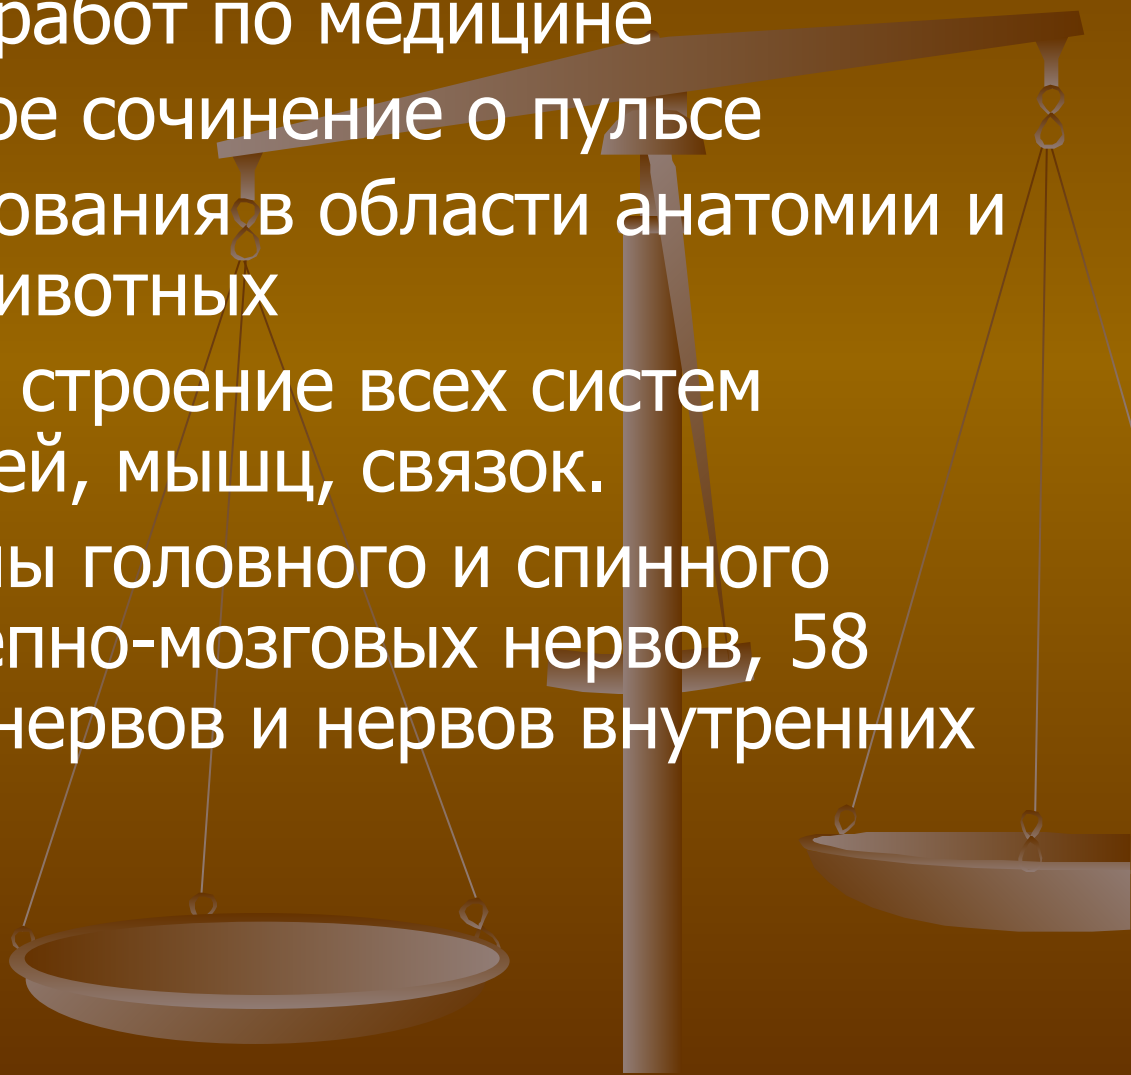 работ по медицине
ое сочинение о пульсе
ования в области анатомии и
ивотных
строение всех систем
ей, мышц, связок.
ы головного и спинного
епно-мозговых нервов, 58
нервов и нервов внутренних